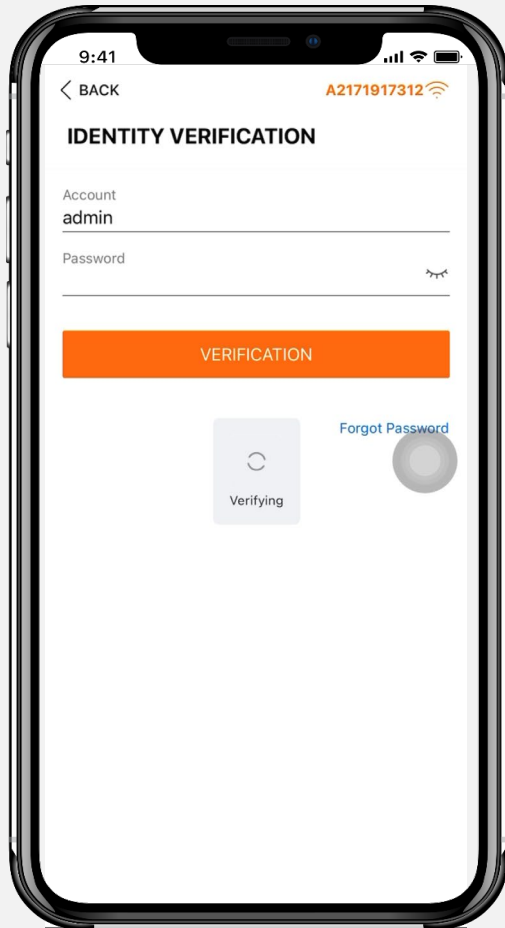 9:41
BACK A2171917312
IDENTITY VERIFICATION
Account
admin
Password
VERIFICATION
Forgot Password
Verifying